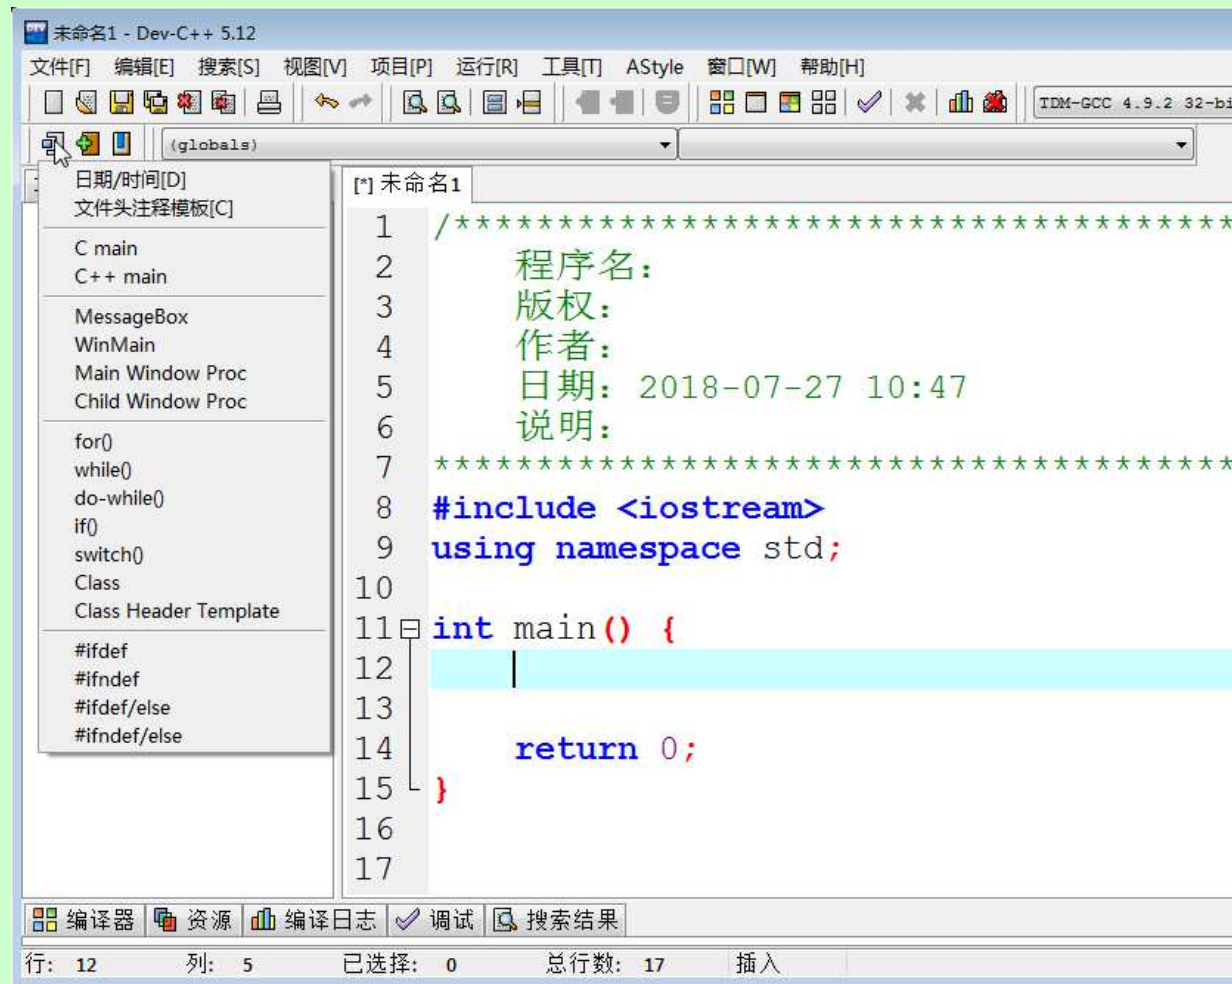 未命名1 - Dev-C++ 5.12
文件[F] 编辑[E] 搜索[S] 视图[V] 项目[P] 运行[R] 工具[T] AStyle 窗口[W] 帮助[H]
TDM-GCC 4.9.2 32-bi
(globals)
日期/时间[D]
文件头注释模板[C]
C main
C++ main
MessageBox
WinMain
Main Window Proc
Child Window Proc
for()
while()
do-while()
if()
switch()
Class
Class Header Template
#ifdef
#ifndef
#ifdef/else
#ifndef/else
[*] 未命名1
1 /***************************************
2 程序名:
3 版权:
4 作者:
5 日期: 2018-07-27 10:47
6 说明:
7 ***************************************
8 #include <iostream>
9 using namespace std;
10
11 int main() {
12
13
14 return 0;
15 }
16
17
编译器 资源 编译日志 调试 搜索结果
行: 12 列: 5 已选择: 0 总行数: 17 插入